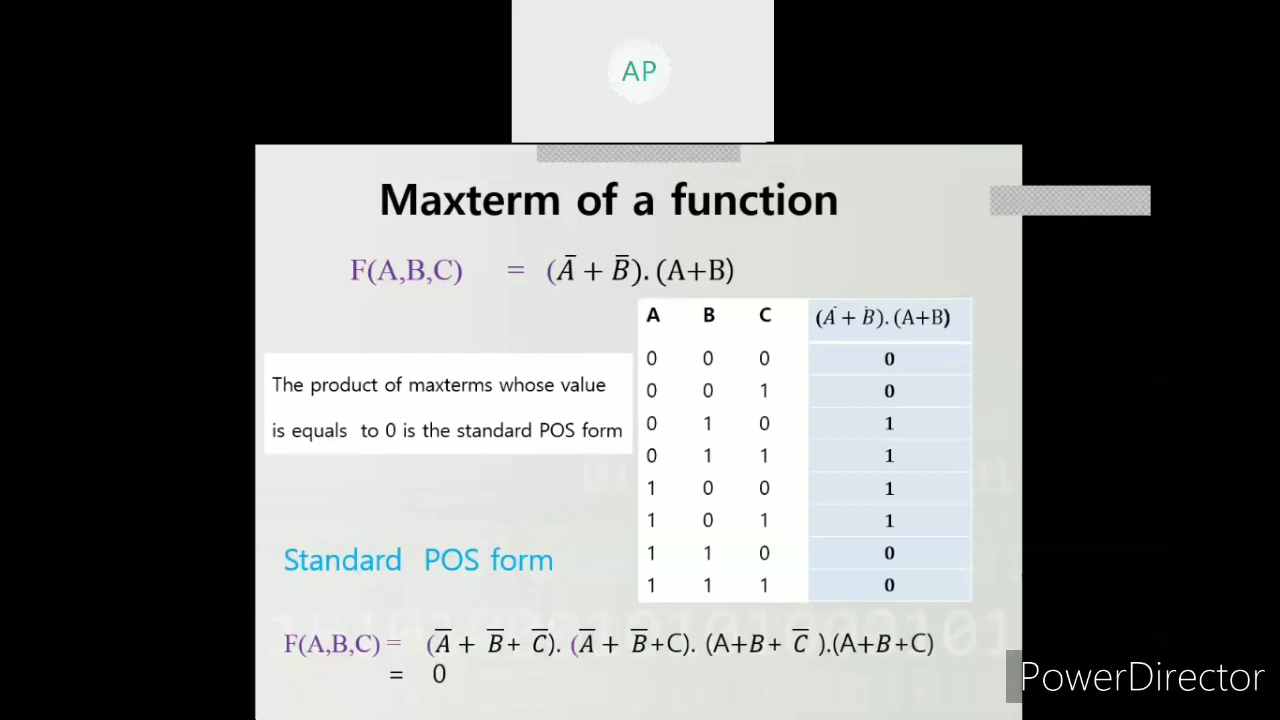 AP
Maxterm of a function
F(A,B,C) = (A̅ + B̅). (A+B)
A B C (A̅ + B̅). (A+B)
0 0 0 0
0 0 1 0
0 1 0 1
0 1 1 1
1 0 0 1
1 0 1 1
1 1 0 0
1 1 1 0
The product of maxterms whose value
is equals to 0 is the standard POS form
Standard POS form
F(A,B,C) = (A̅ + B̅ + C̅). (A̅ + B̅ +C). (A+B+ C̅ ).(A+B+C)
= 0
PowerDirector